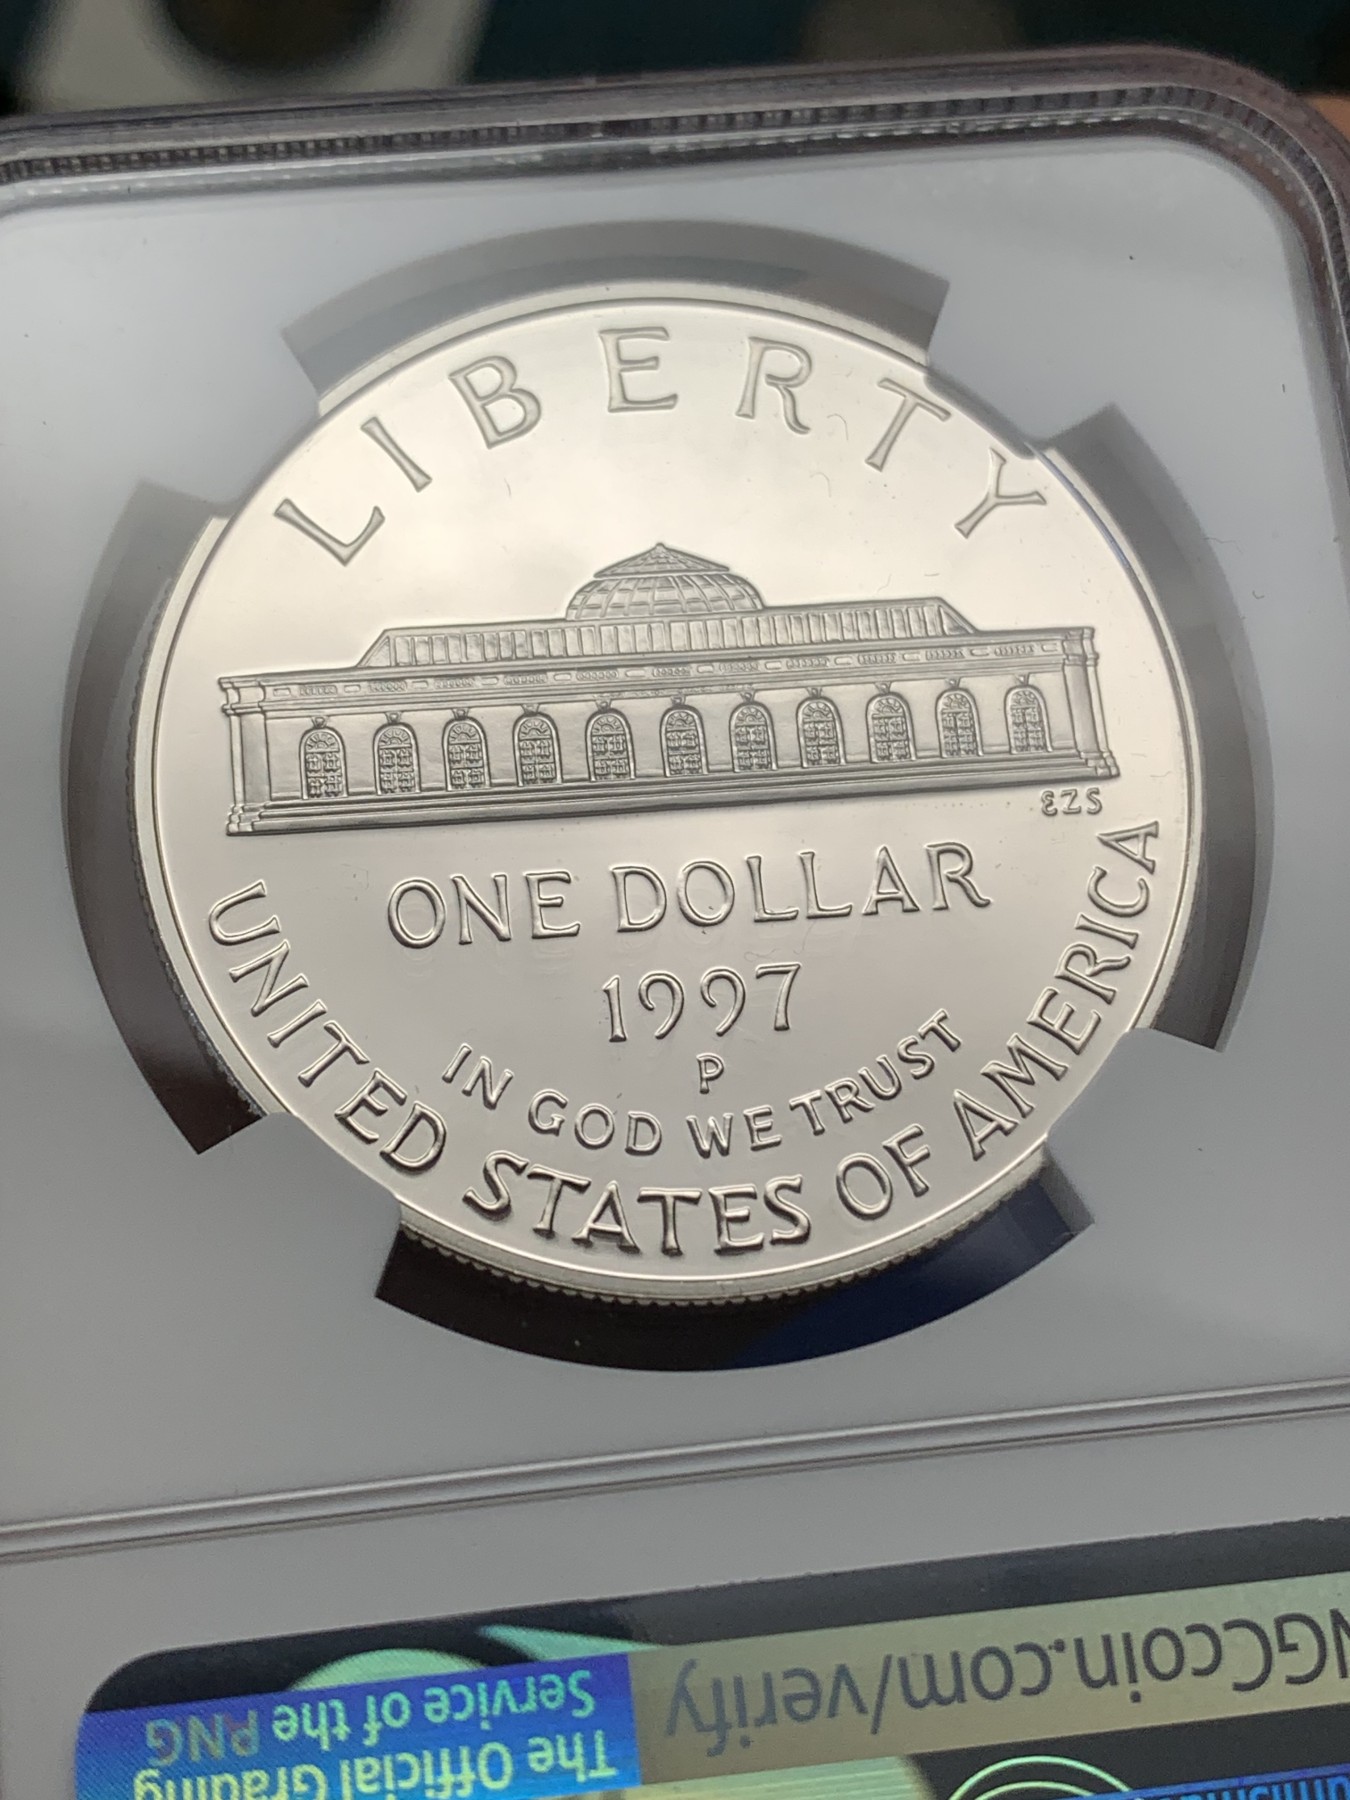 LIBERTY
EZS
ONE DOLLAR
1997
P
IN GOD WE TRUST
UNITED STATES OF AMERICA
NGCcoin.com/verify
The Official Grading
Service of the PNG